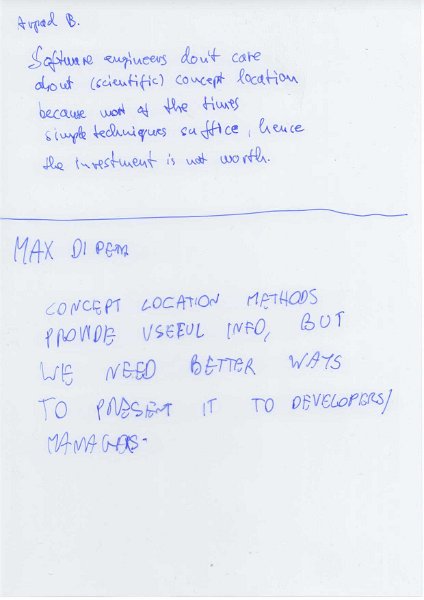 Arpad B.
Software engineers don't care
about (scientific) concept location
because most of the times
simple techniques suffice, hence
the investment is not worth.
MAX DI PENTA
CONCEPT LOCATION METHODS
PROVIDE USEFUL INFO, BUT
WE NEED BETTER WAYS
TO PRESENT IT TO DEVELOPERS/
MANAGERS.